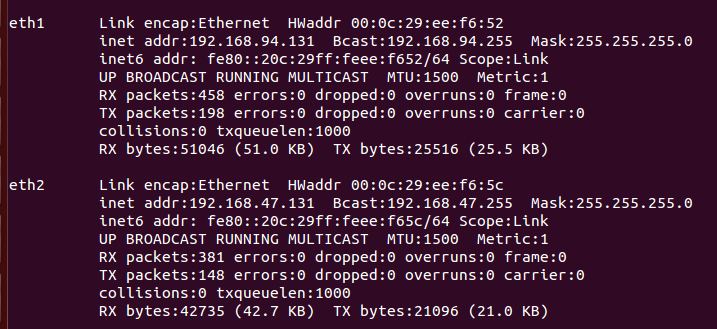 eth1      Link encap:Ethernet  HWaddr 00:0c:29:ee:f6:52
          inet addr:192.168.94.131  Bcast:192.168.94.255  Mask:255.255.255.0
          inet6 addr: fe80::20c:29ff:feee:f652/64 Scope:Link
          UP BROADCAST RUNNING MULTICAST  MTU:1500  Metric:1
          RX packets:458 errors:0 dropped:0 overruns:0 frame:0
          TX packets:198 errors:0 dropped:0 overruns:0 carrier:0
          collisions:0 txqueuelen:1000
          RX bytes:51046 (51.0 KB)  TX bytes:25516 (25.5 KB)

eth2      Link encap:Ethernet  HWaddr 00:0c:29:ee:f6:5c
          inet addr:192.168.47.131  Bcast:192.168.47.255  Mask:255.255.255.0
          inet6 addr: fe80::20c:29ff:feee:f65c/64 Scope:Link
          UP BROADCAST RUNNING MULTICAST  MTU:1500  Metric:1
          RX packets:381 errors:0 dropped:0 overruns:0 frame:0
          TX packets:148 errors:0 dropped:0 overruns:0 carrier:0
          collisions:0 txqueuelen:1000
          RX bytes:42735 (42.7 KB)  TX bytes:21096 (21.0 KB)